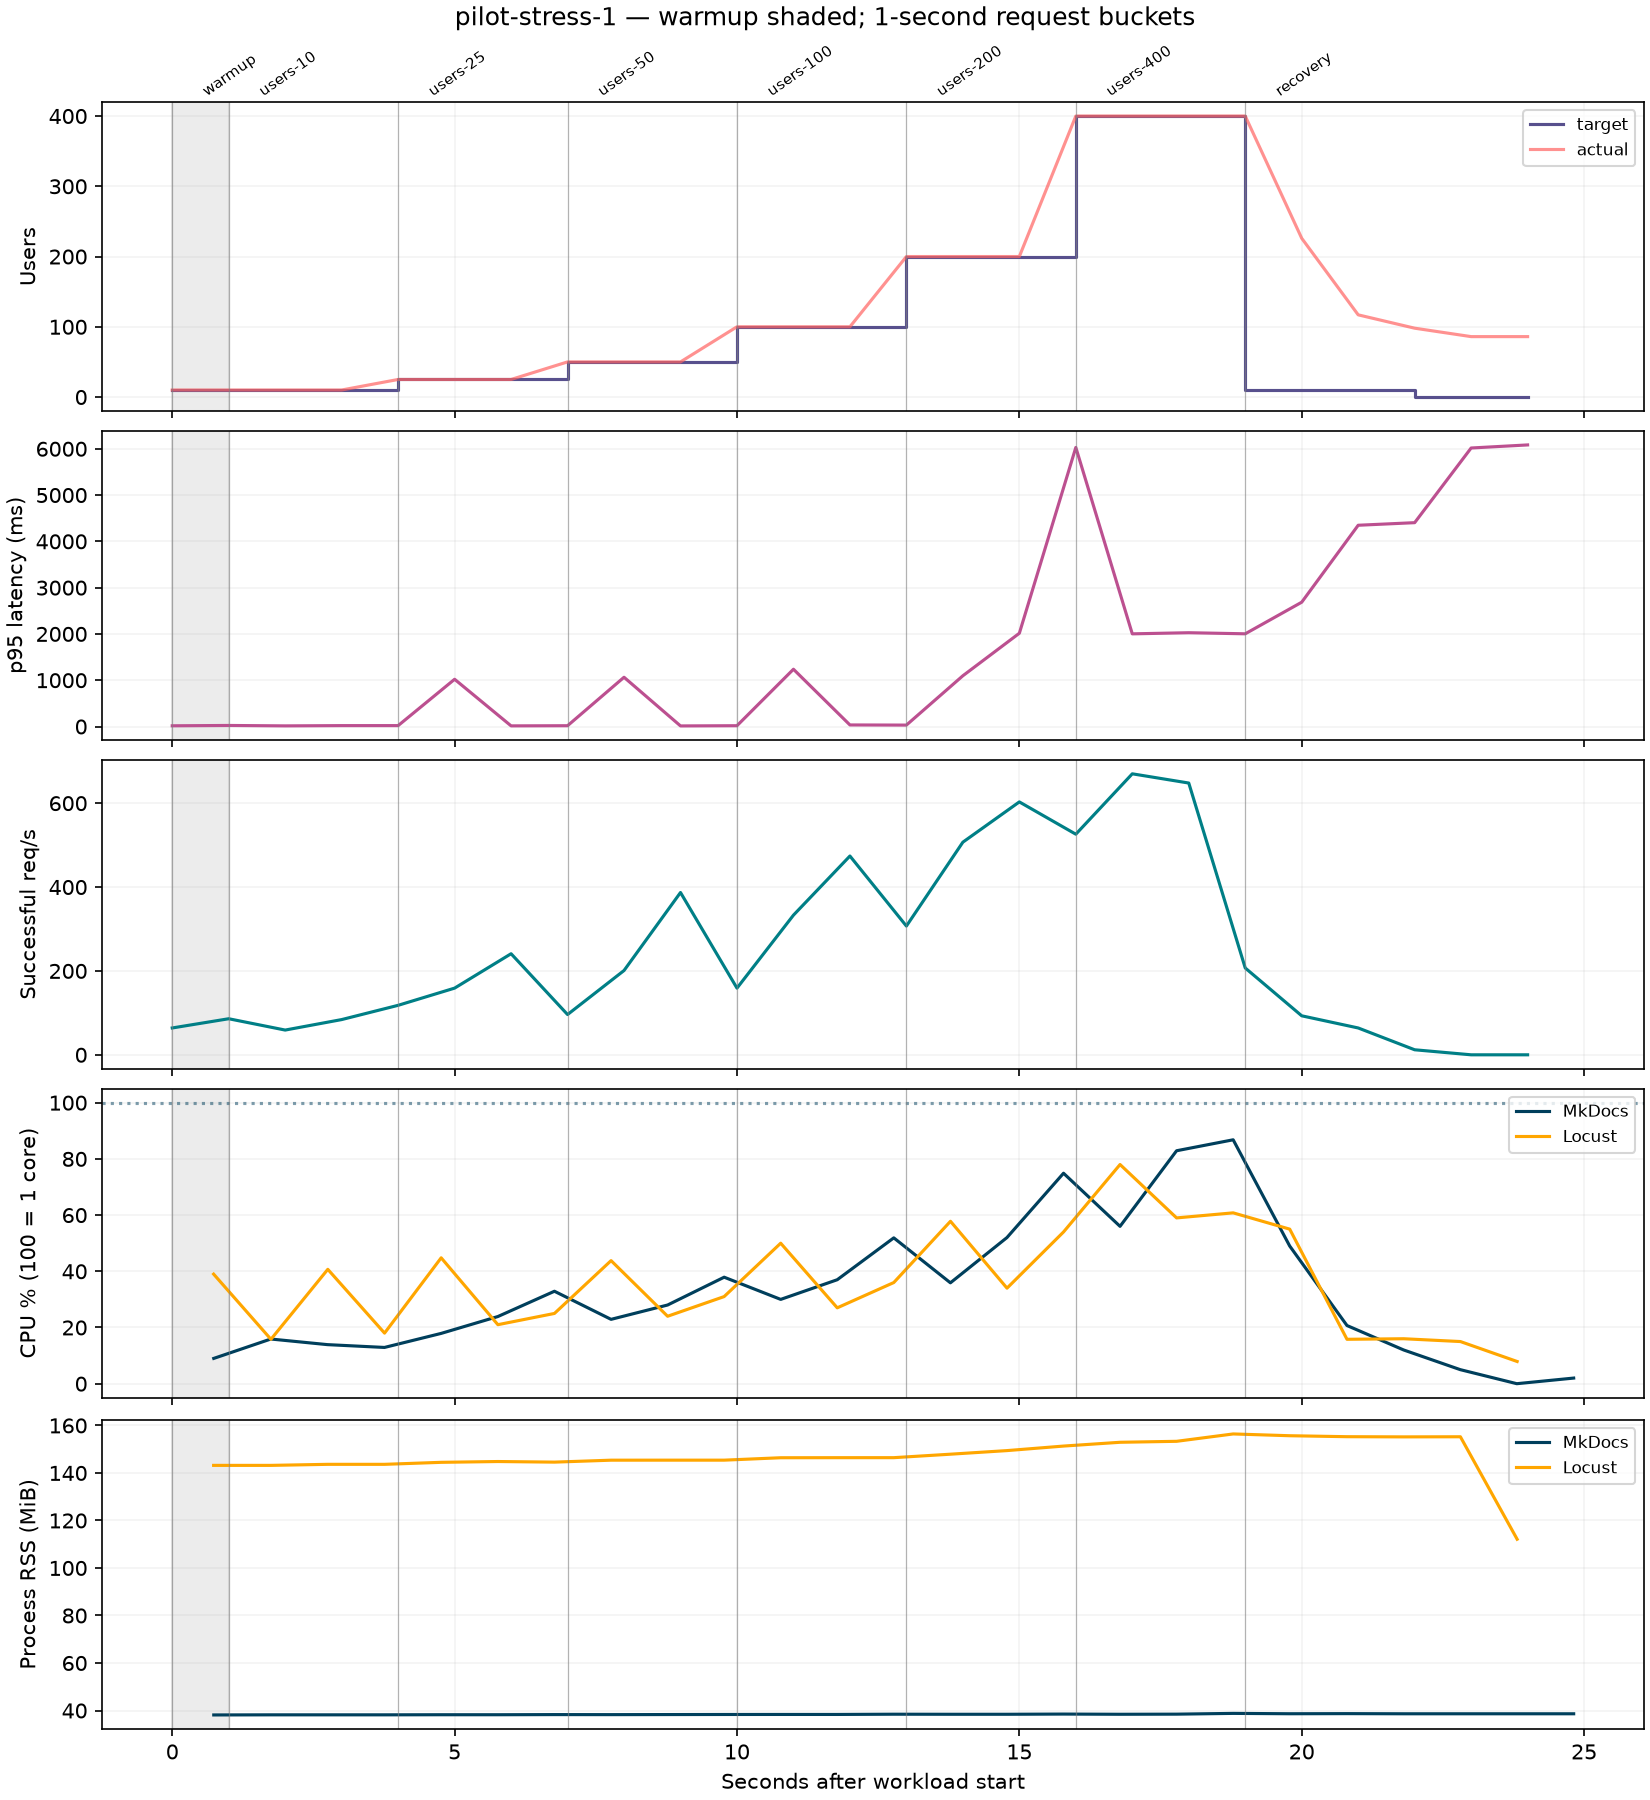 pilot-stress-1 — warmup shaded; 1-second request buckets
warmup
users-10
users-25
users-50
users-100
users-200
users-400
recovery
Users
400
300
200
100
0
target
actual
p95 latency (ms)
6000
5000
4000
3000
2000
1000
0
Successful req/s
600
400
200
0
CPU % (100 = 1 core)
100
80
60
40
20
0
MkDocs
Locust
Process RSS (MiB)
160
140
120
100
80
60
40
MkDocs
Locust
0
5
10
15
20
25
Seconds after workload start